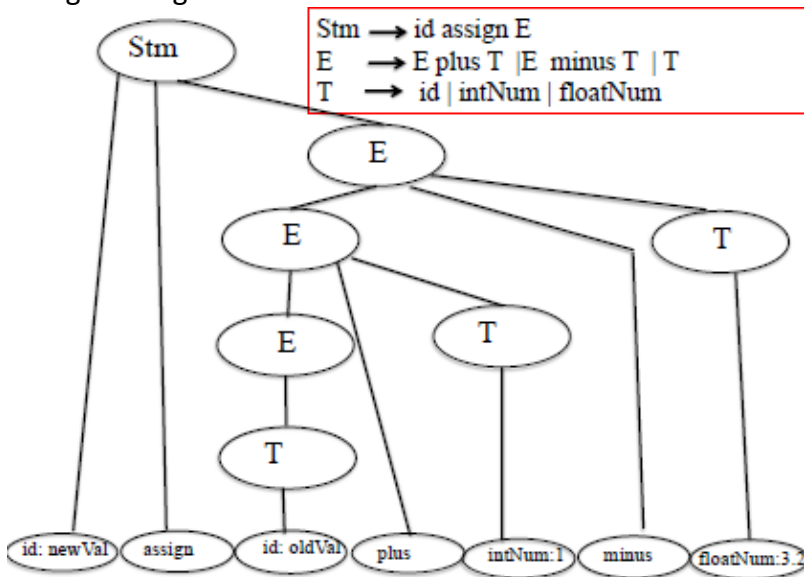 Stm
Stm → id assign E
E → E plus T | E minus T | T
T → id | intNum | floatNum
E
E
T
E
T
T
id: newVal
assign
id: oldVal
plus
intNum:1
minus
floatNum:3.2